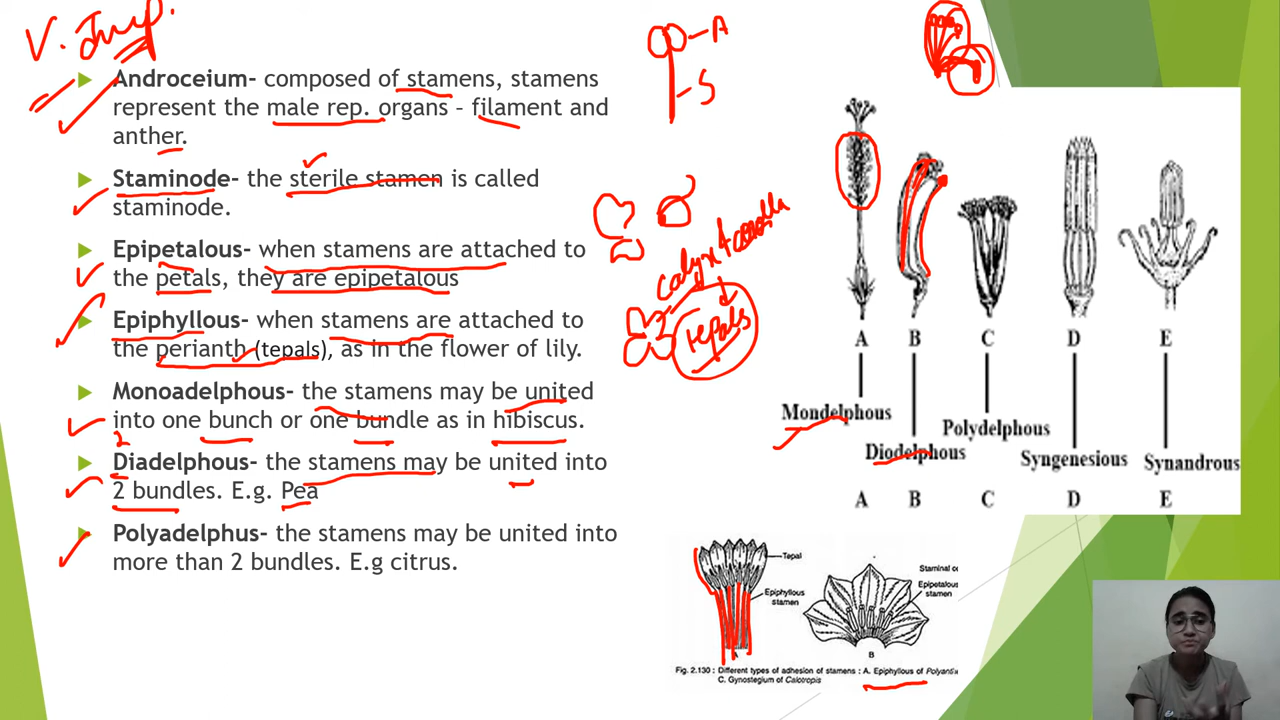 V. Imp.
Androceium- composed of stamens, stamens
represent the male rep. organs – filament and
anther.
Staminode- the sterile stamen is called
staminode.
Epipetalous- when stamens are attached to
the petals, they are epipetalous
Epiphyllous- when stamens are attached to
the perianth (tepals), as in the flower of lily.
Monoadelphous- the stamens may be united
into one bunch or one bundle as in hibiscus.
2
Diadelphous- the stamens may be united into
2 bundles. E.g. Pea
Polyadelphus- the stamens may be united into
more than 2 bundles. E.g citrus.
A
S
calyx + corolla
Tepals
A B C D E
Mondelphous
Diodelphous
Polydelphous
Syngenesious
Synandrous
A B C D E
Tepal
Epiphyllous
stamen
A
Staminal co
Epipetalous
stamen
B
Fig. 2.130 : Different types of adhesion of stamens : A. Epiphyllous of Polyanth
C. Gynostegium of Calotropis